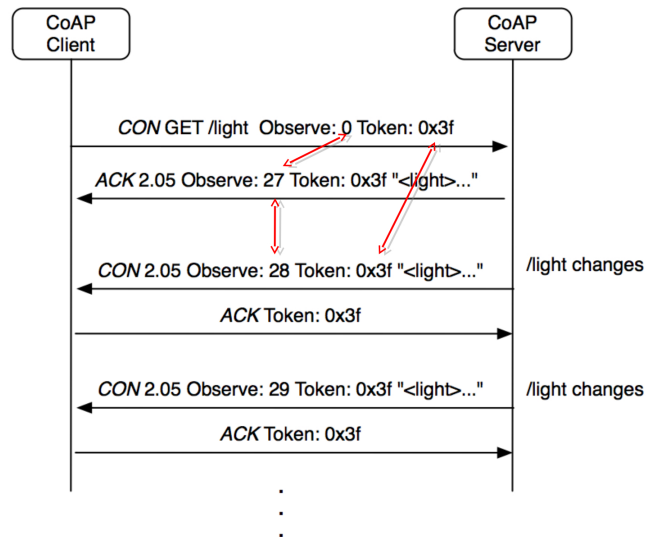 CoAP
Client
CoAP
Server
CON GET /light Observe: 0 Token: 0x3f
ACK 2.05 Observe: 27 Token: 0x3f "<light>..."
CON 2.05 Observe: 28 Token: 0x3f "<light>..."
/light changes
ACK Token: 0x3f
CON 2.05 Observe: 29 Token: 0x3f "<light>..."
/light changes
ACK Token: 0x3f